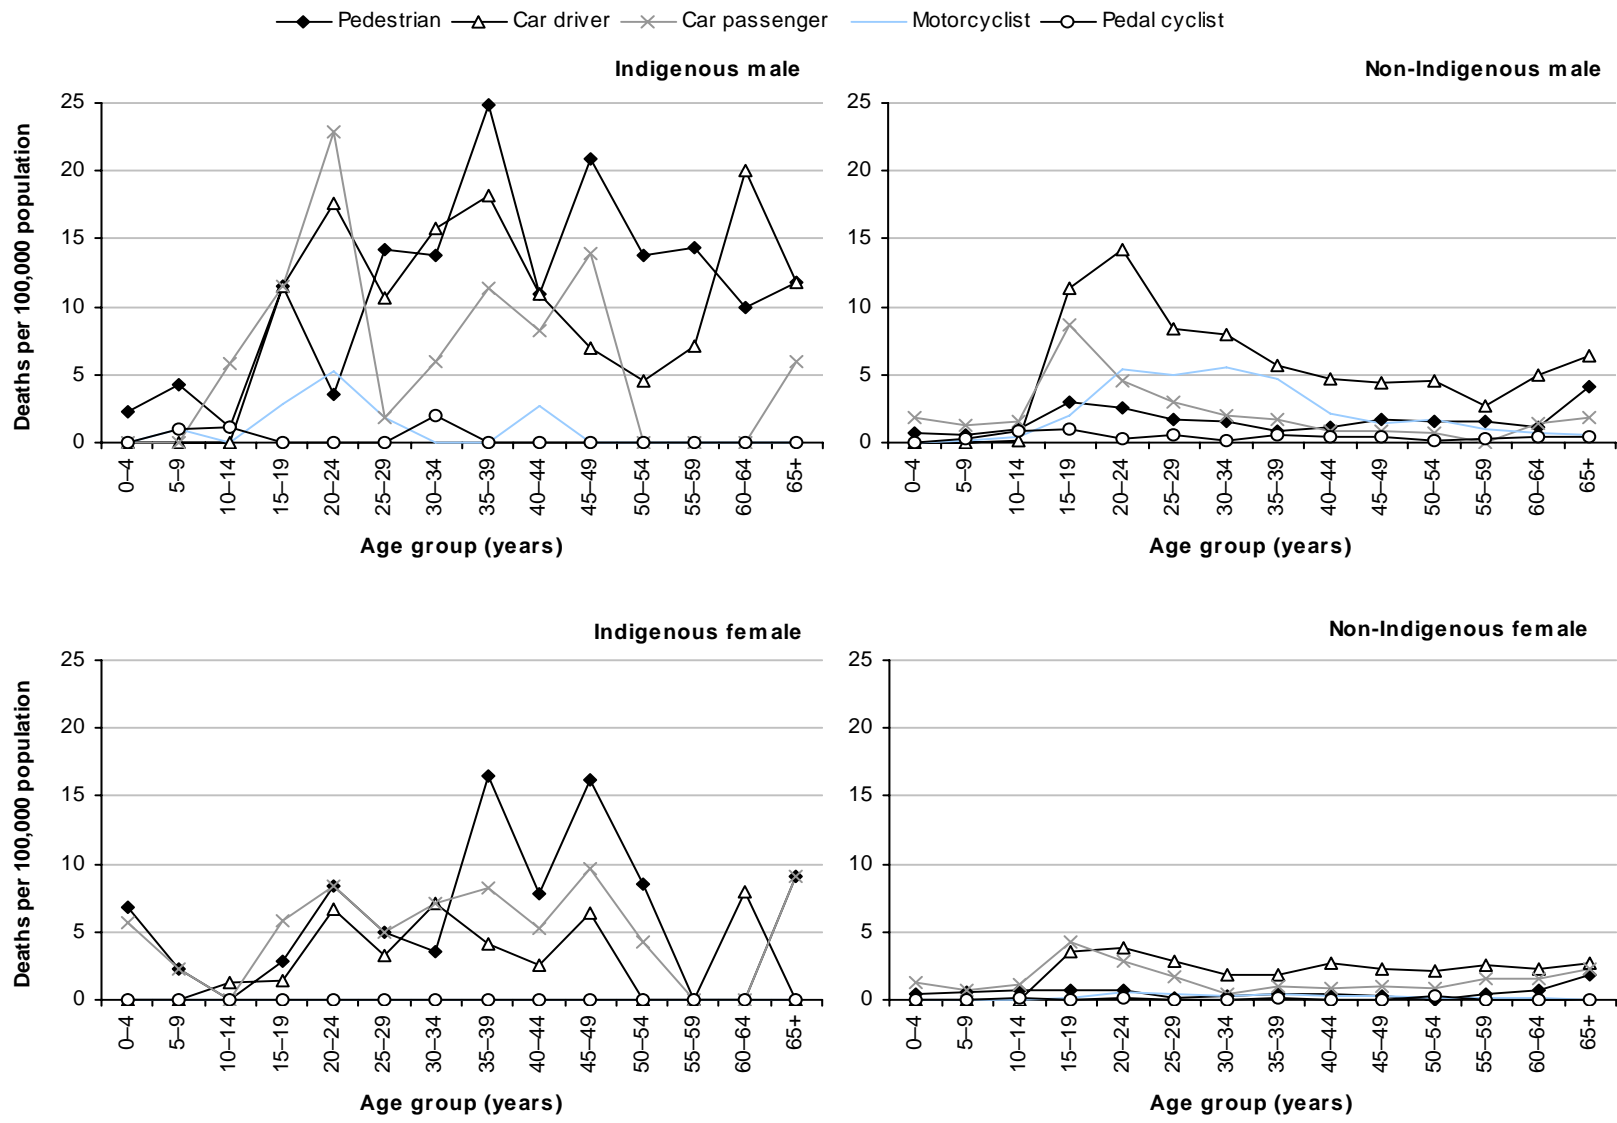 Pedestrian Car driver Car passenger Motorcyclist Pedal cyclist
Indigenous male
Deaths per 100,000 population
25
20
15
10
5
0
0–4 5–9 10–14 15–19 20–24 25–29 30–34 35–39 40–44 45–49 50–54 55–59 60–64 65+
Age group (years)
Non-Indigenous male
25
20
15
10
5
0
0–4 5–9 10–14 15–19 20–24 25–29 30–34 35–39 40–44 45–49 50–54 55–59 60–64 65+
Age group (years)
Indigenous female
Deaths per 100,000 population
25
20
15
10
5
0
0–4 5–9 10–14 15–19 20–24 25–29 30–34 35–39 40–44 45–49 50–54 55–59 60–64 65+
Age group (years)
Non-Indigenous female
25
20
15
10
5
0
0–4 5–9 10–14 15–19 20–24 25–29 30–34 35–39 40–44 45–49 50–54 55–59 60–64 65+
Age group (years)